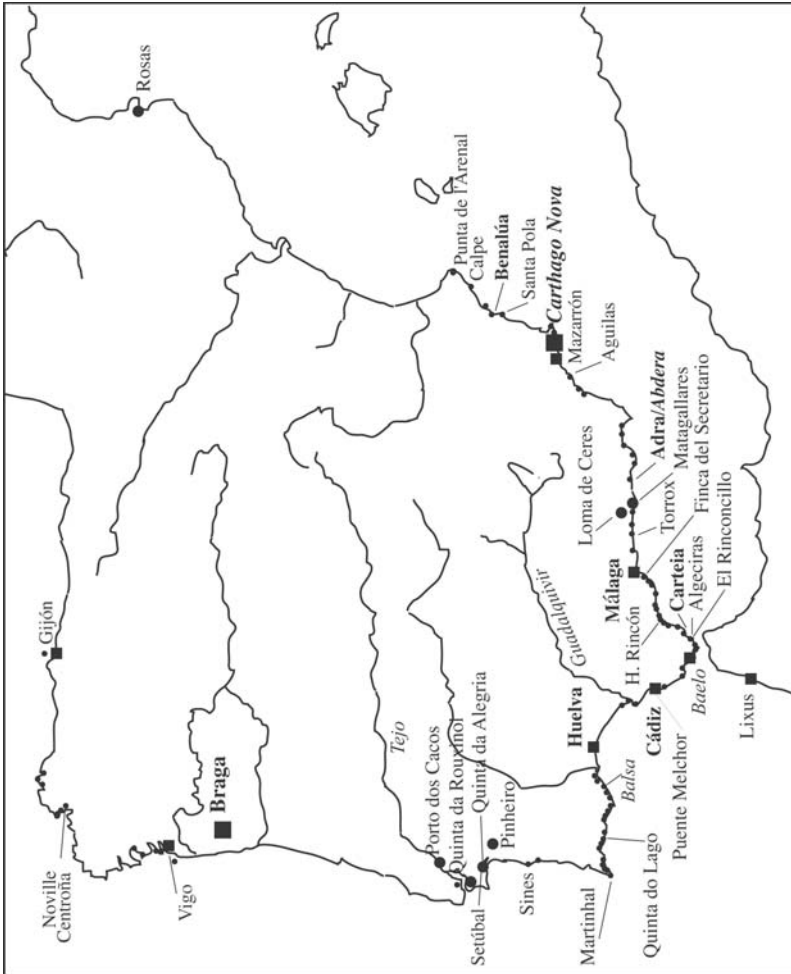 Rosas
Gijón
Noville
Centroña
Vigo
Braga
Punta de l'Arenal
Calpe
Benalúa
Santa Pola
Carthago Nova
Mazarrón
Aguilas
Tejo
Porto dos Cacos
Quinta da Rouxinol
Quinta da Alegria
Setúbal
Pinheiro
Sines
Loma de Ceres
Adra/Abdera
Matagallares
Finca del Secretario
Torrox
Guadalquivir
Málaga
H. Rincón
Carteia
Algeciras
El Rinconcillo
Huelva
Cádiz
Baelo
Balsa
Puente Melchor
Quinta do Lago
Martinhal
Lixus